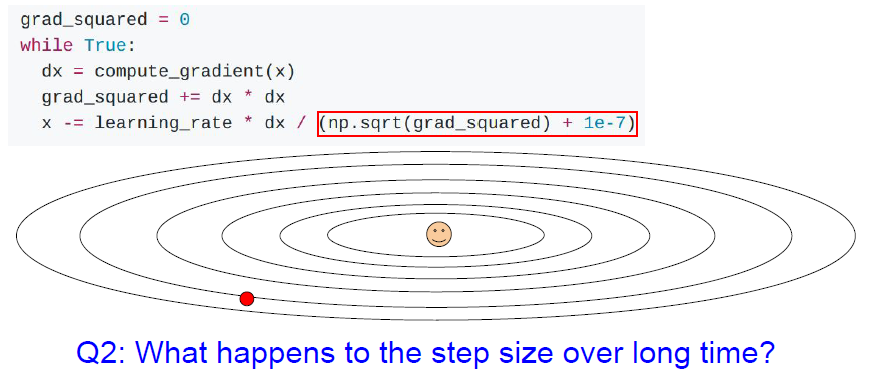 grad_squared = 0
while True:
  dx = compute_gradient(x)
  grad_squared += dx * dx
  x -= learning_rate * dx / (np.sqrt(grad_squared) + 1e-7)
Q2: What happens to the step size over long time?